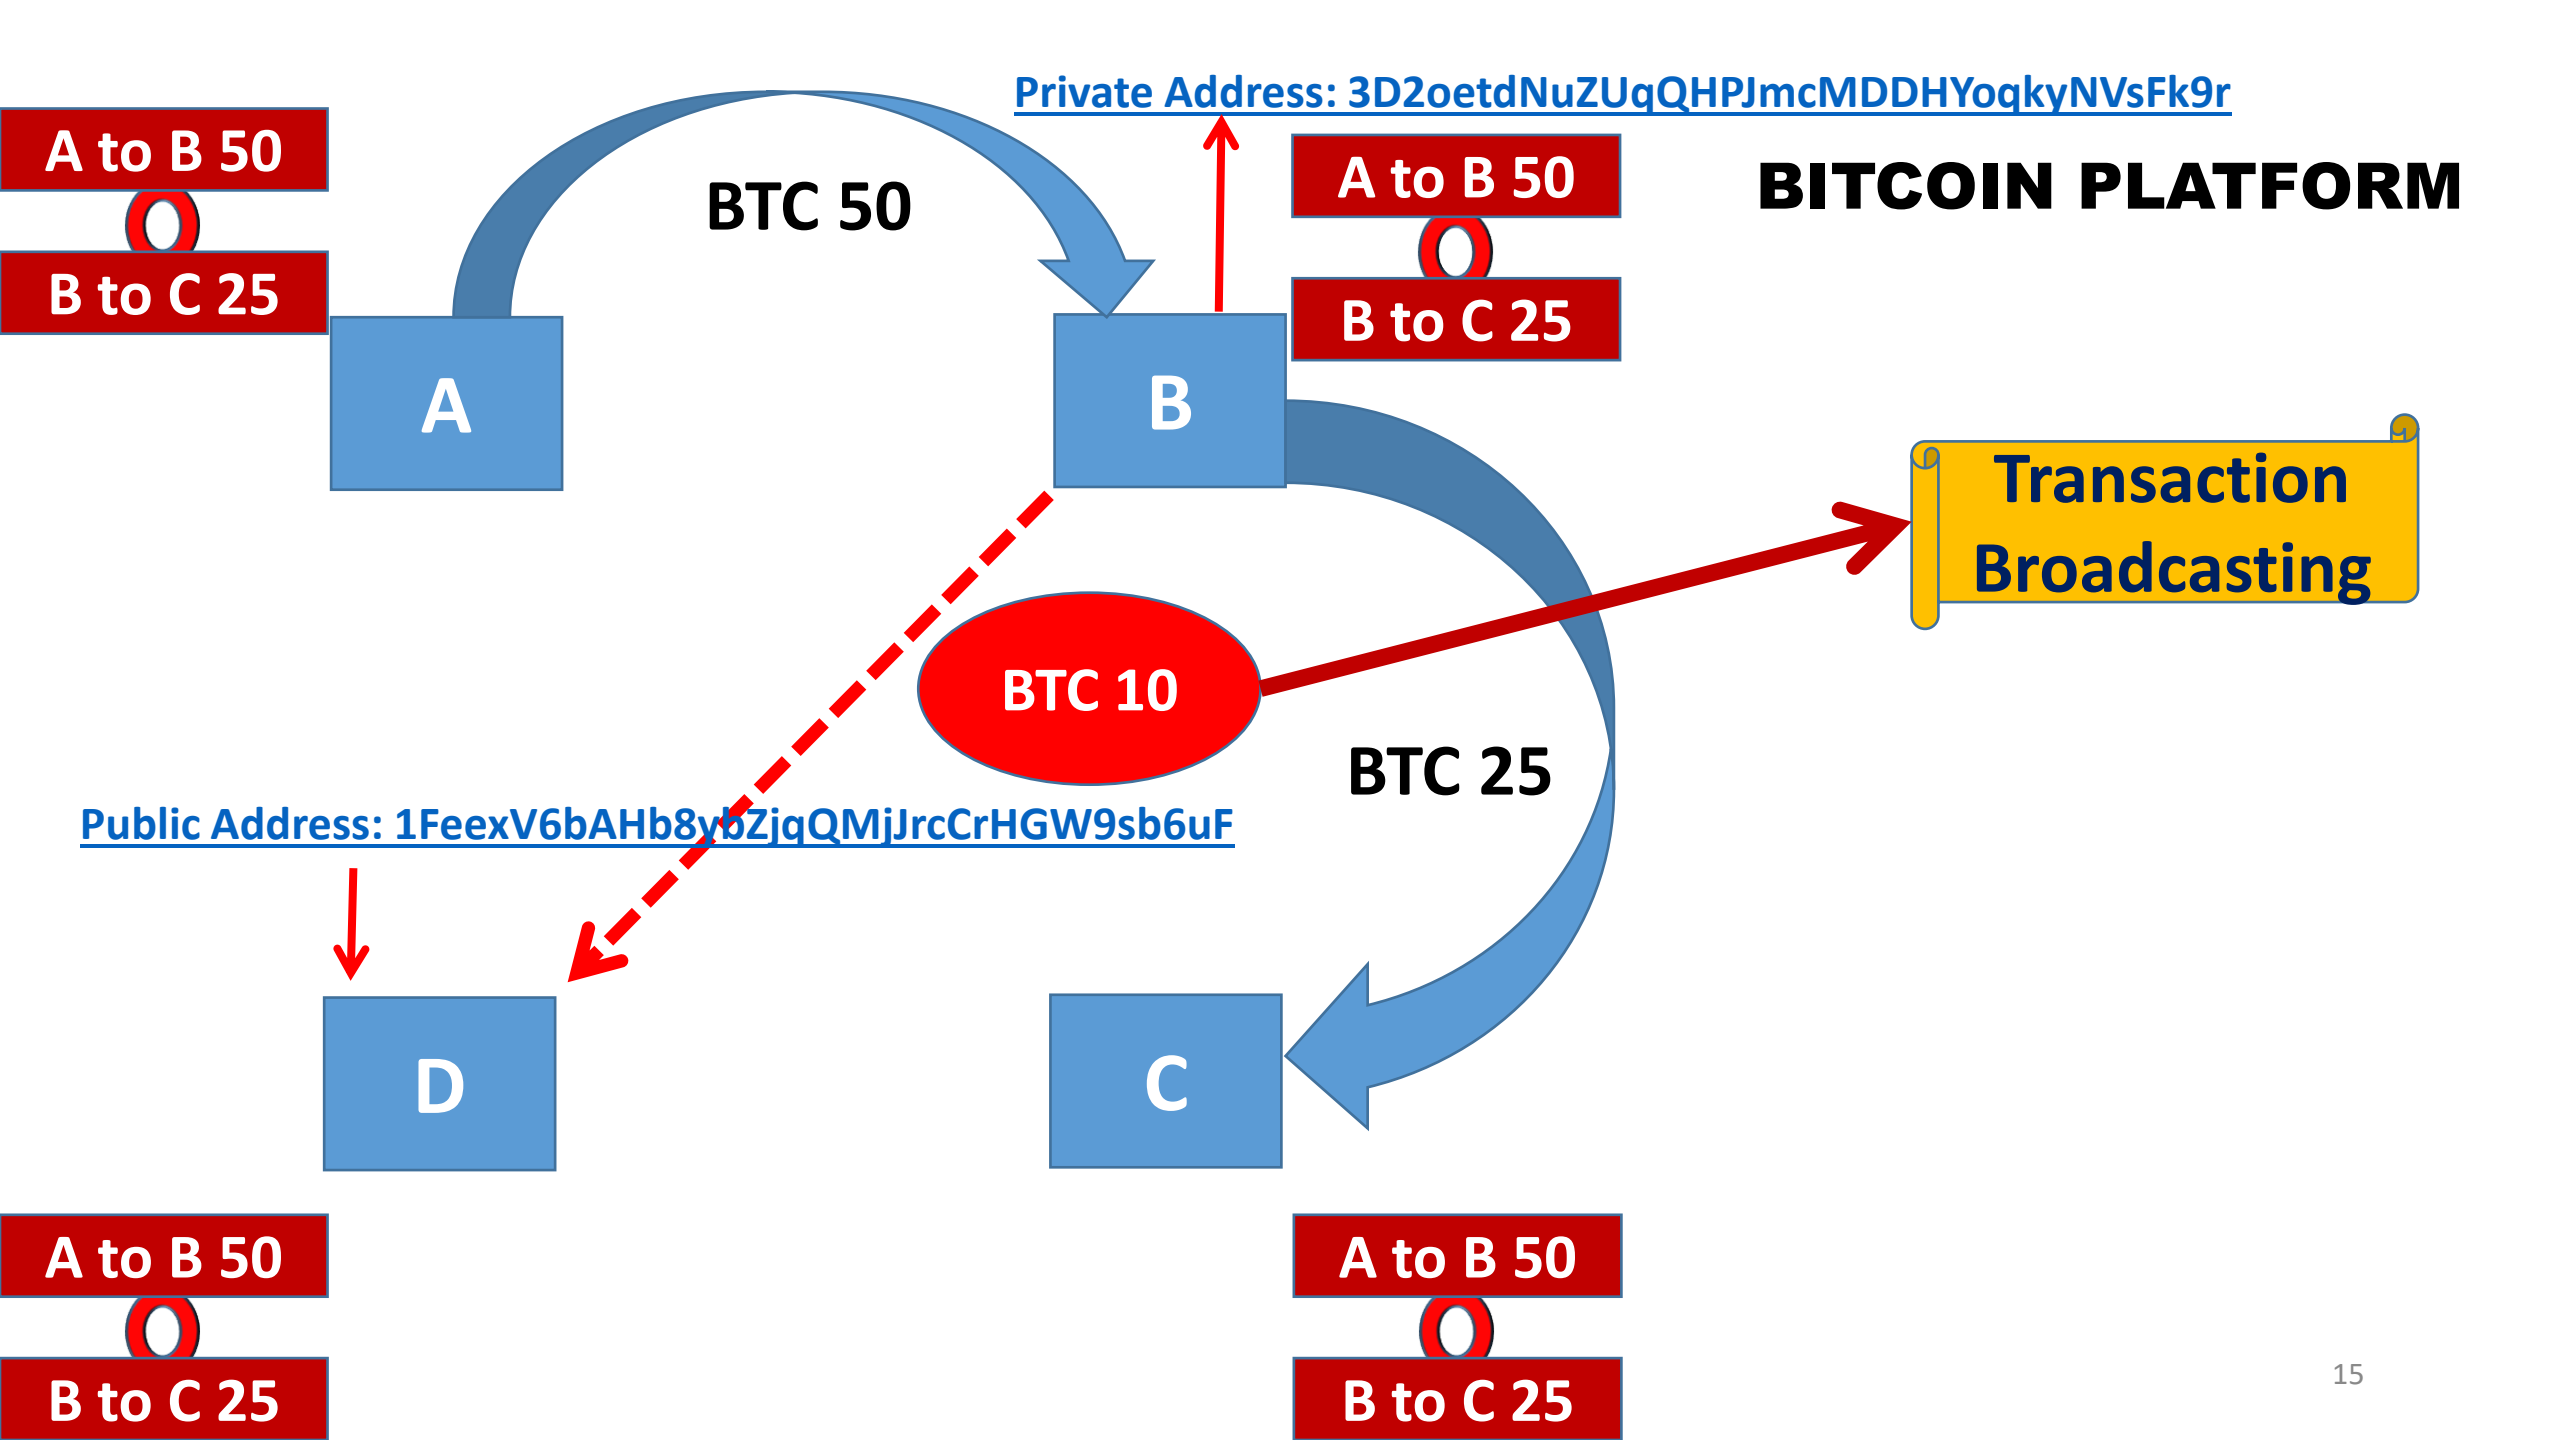 Private Address: 3D2oetdNuZUqQHPJmcMDDHYoqkyNVsFk9r
A to B 50
B to C 25
BTC 50
A to B 50
B to C 25
BITCOIN PLATFORM
A
B
Transaction
Broadcasting
BTC 10
BTC 25
Public Address: 1FeexV6bAHb8ybZjqQMjJrcCrHGW9sb6uF
D
C
A to B 50
B to C 25
A to B 50
B to C 25
15